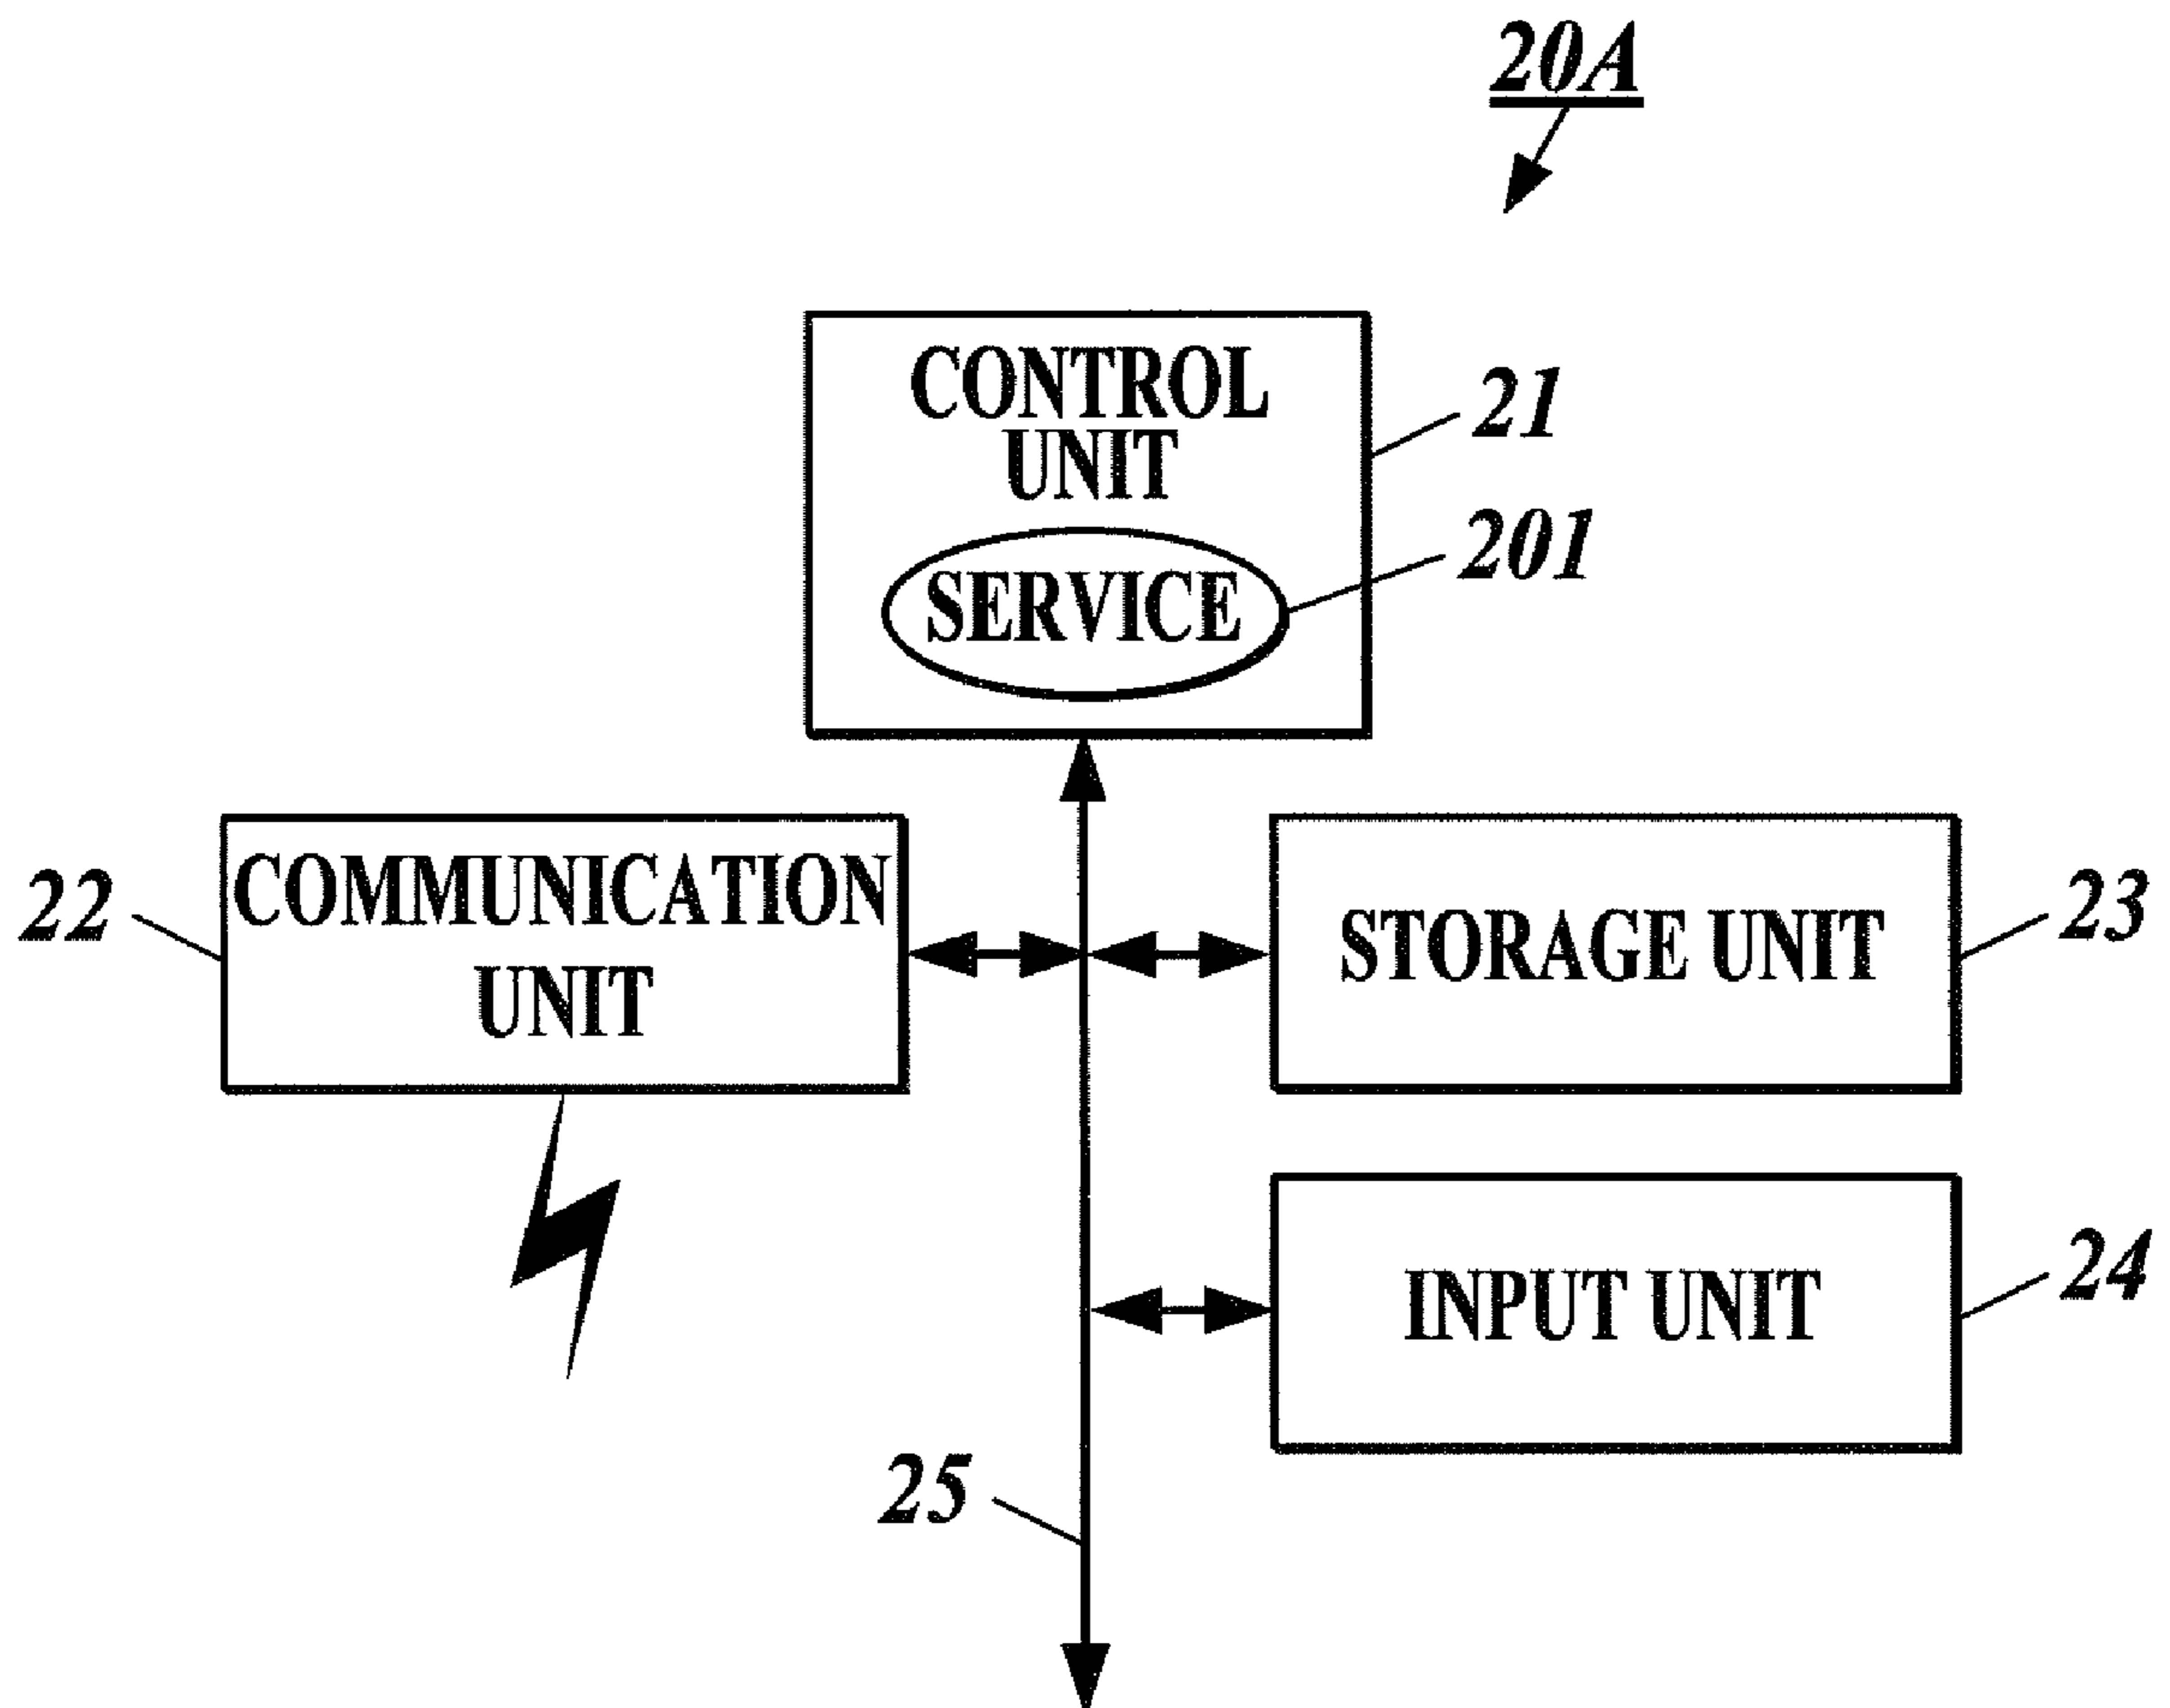 20A
CONTROL
UNIT
21
SERVICE
201
COMMUNICATION
UNIT
22
STORAGE UNIT
23
INPUT UNIT
24
25